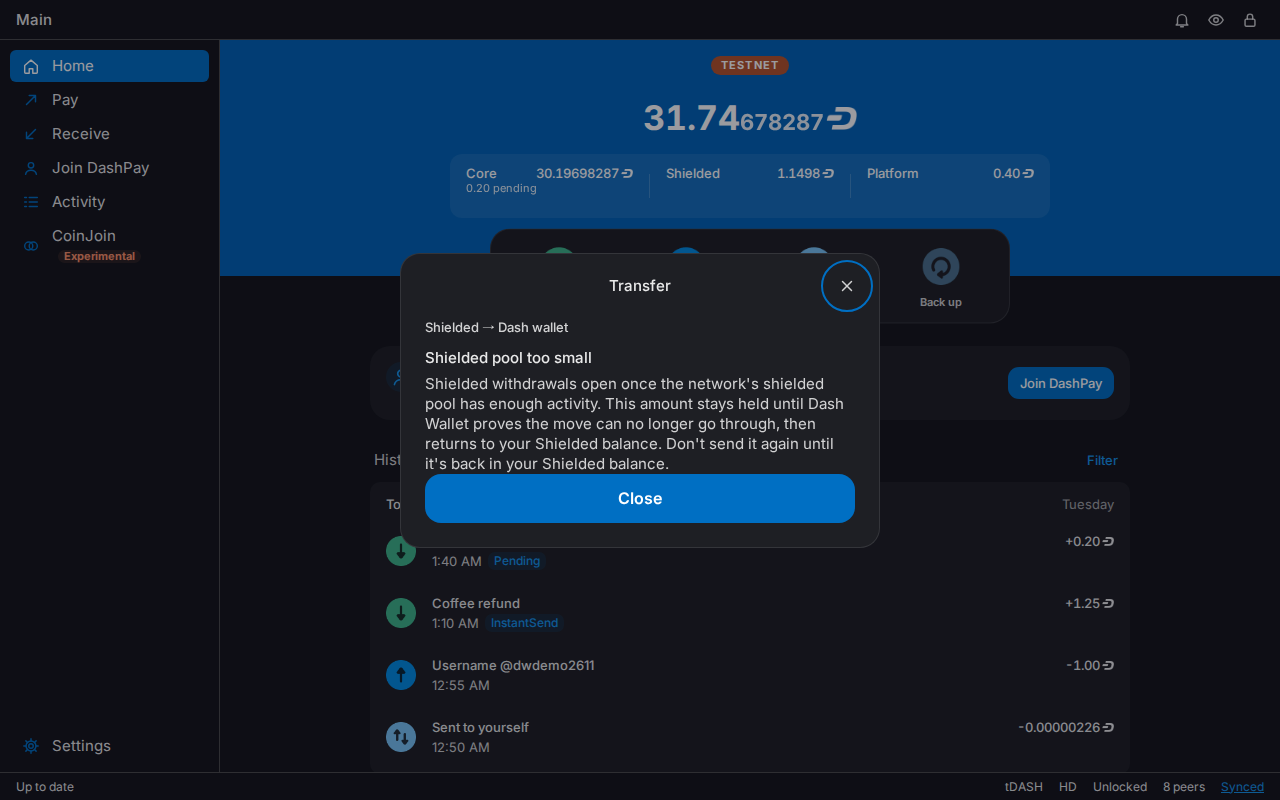 Main
Home
Pay
Receive
Join DashPay
Activity
CoinJoin
Experimental
Settings
TESTNET
31.74678287
Core 30.19698287
0.20 pending
Shielded 1.1498
Platform 0.40
Back up
Join DashPay
Filter
Tuesday
Transfer
Shielded → Dash wallet
Shielded pool too small
Shielded withdrawals open once the network's shielded
pool has enough activity. This amount stays held until Dash
Wallet proves the move can no longer go through, then
returns to your Shielded balance. Don't send it again until
it's back in your Shielded balance.
Close
+0.20
1:40 AM Pending
Coffee refund +1.25
1:10 AM InstantSend
Username @dwdemo2611 -1.00
12:55 AM
Sent to yourself -0.00000226
12:50 AM
Up to date
tDASH HD Unlocked 8 peers Synced